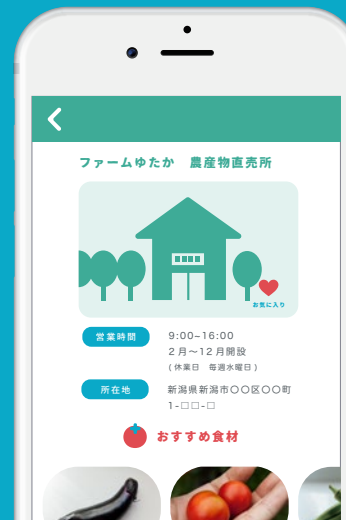 ファームゆたか　農産物直売所
お気に入り
営業時間
9:00−16:00
2月〜12月開設
(休業日　毎週水曜日)
所在地
新潟県新潟市〇〇区〇〇町
1-□□-□
おすすめ食材